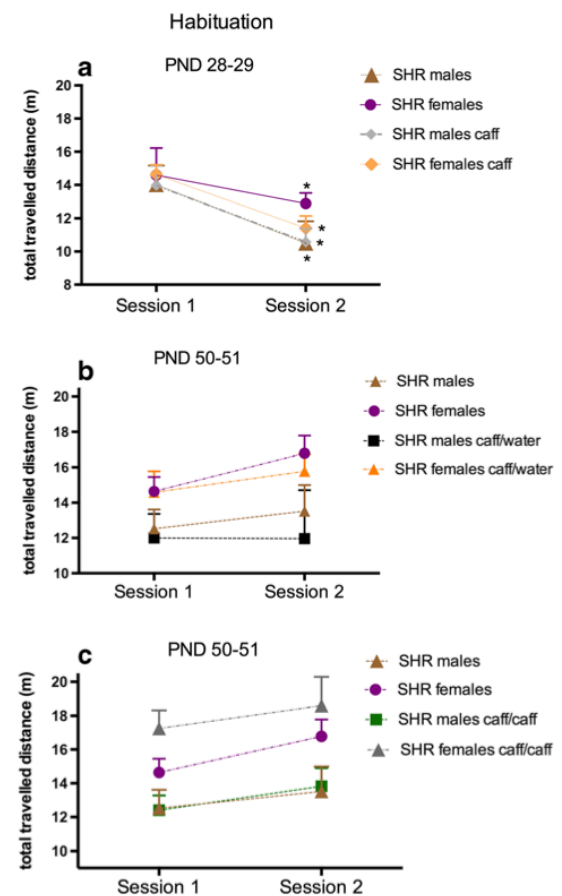 Habituation
a
PND 28-29
total travelled distance (m)
20
18
16
14
12
10
8
Session 1
Session 2
*
*
*
*
SHR males
SHR females
SHR males caff
SHR females caff
b
PND 50-51
total travelled distance (m)
20
18
16
14
12
10
Session 1
Session 2
SHR males
SHR females
SHR males caff/water
SHR females caff/water
c
PND 50-51
total travelled distance (m)
20
18
16
14
12
10
Session 1
Session 2
SHR males
SHR females
SHR males caff/caff
SHR females caff/caff